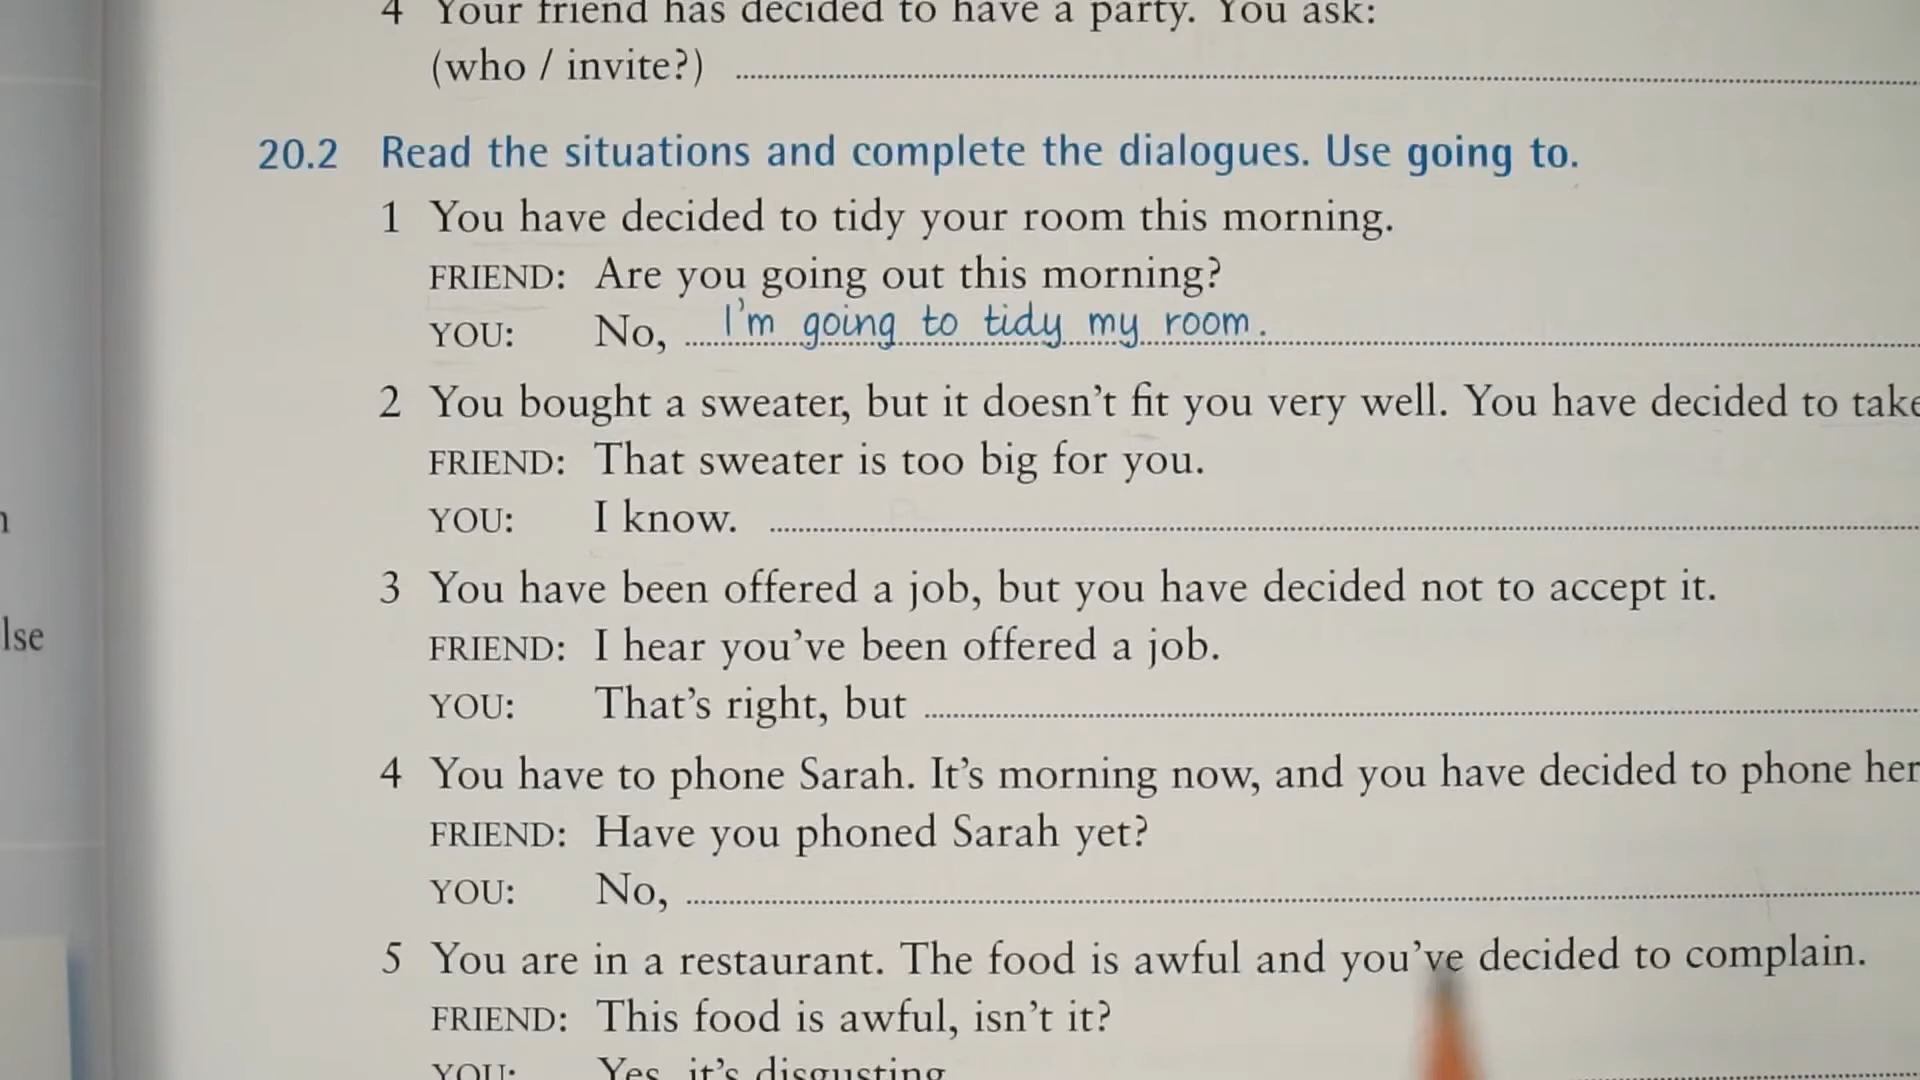 4 Your friend has decided to have a party. You ask:
(who / invite?)
20.2 Read the situations and complete the dialogues. Use going to.
1 You have decided to tidy your room this morning.
FRIEND: Are you going out this morning?
YOU: No, I'm going to tidy my room.
2 You bought a sweater, but it doesn't fit you very well. You have decided to take
FRIEND: That sweater is too big for you.
YOU: I know.
3 You have been offered a job, but you have decided not to accept it.
FRIEND: I hear you've been offered a job.
YOU: That's right, but
lse
4 You have to phone Sarah. It's morning now, and you have decided to phone her
FRIEND: Have you phoned Sarah yet?
YOU: No,
5 You are in a restaurant. The food is awful and you've decided to complain.
FRIEND: This food is awful, isn't it?
YOU: Yes, it's disgusting